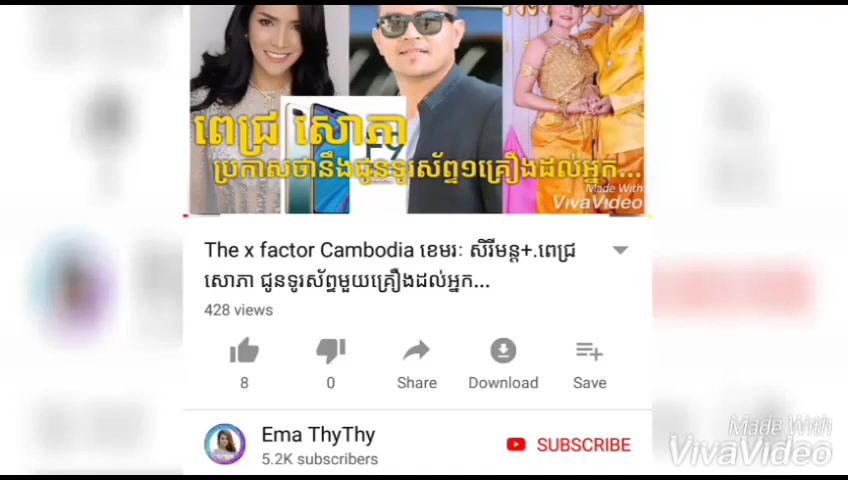 ពេជ្រ សោភា
F9
ប្រកាសថានឹងជូនទូរស័ព្ទ១គ្រឿងដល់អ្នក...
Made With
VivaVideo
The x factor Cambodia ខេមរៈ សិរីមន្ត+.ពេជ្រ
សោភា ជូនទូរស័ព្ទមួយគ្រឿងដល់អ្នក...
428 views
8
0
Share
Download
Save
Ema ThyThy
5.2K subscribers
SUBSCRIBE
Made With
VivaVideo